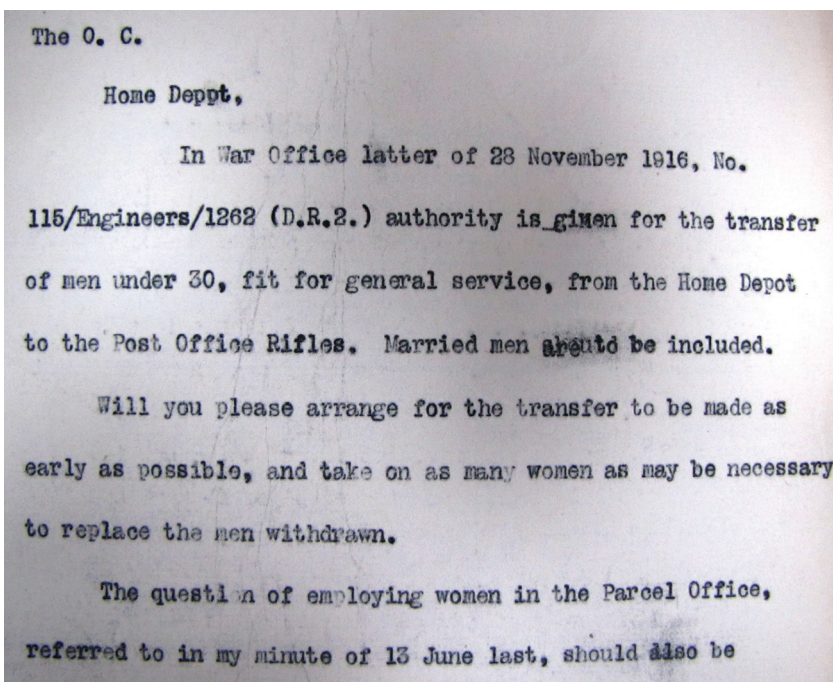 The O. C.
Home Deppt,
In War Office latter of 28 November 1916, No.
115/Engineers/1262 (D.R.2.) authority is gimen for the transfer
of men under 30, fit for general service, from the Home Depot
to the Post Office Rifles. Married men be included.
Will you please arrange for the transfer to be made as
early as possible, and take on as many women as may be necessary
to replace the men withdrawn.
The question of employing women in the Parcel Office,
referred to in my minute of 13 June last, should also be